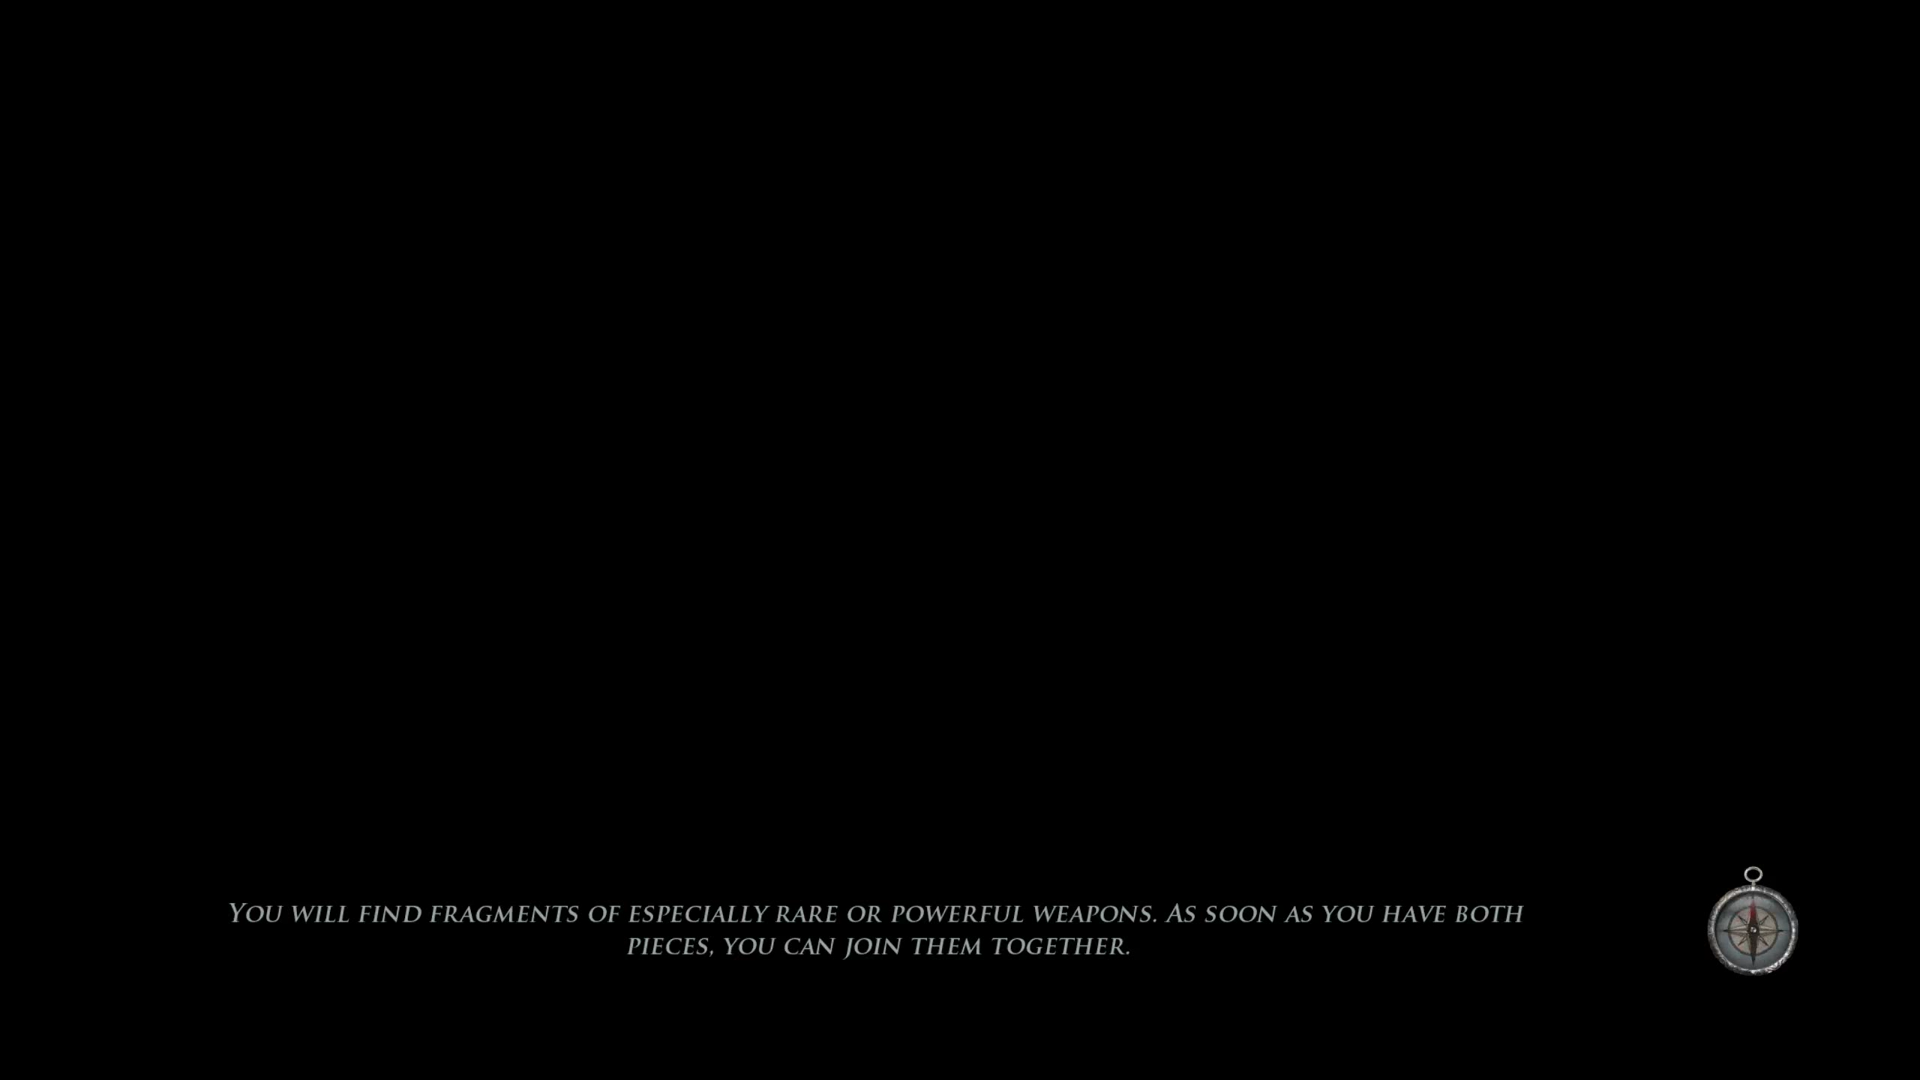 You will find fragments of especially rare or powerful weapons. As soon as you have both
pieces, you can join them together.